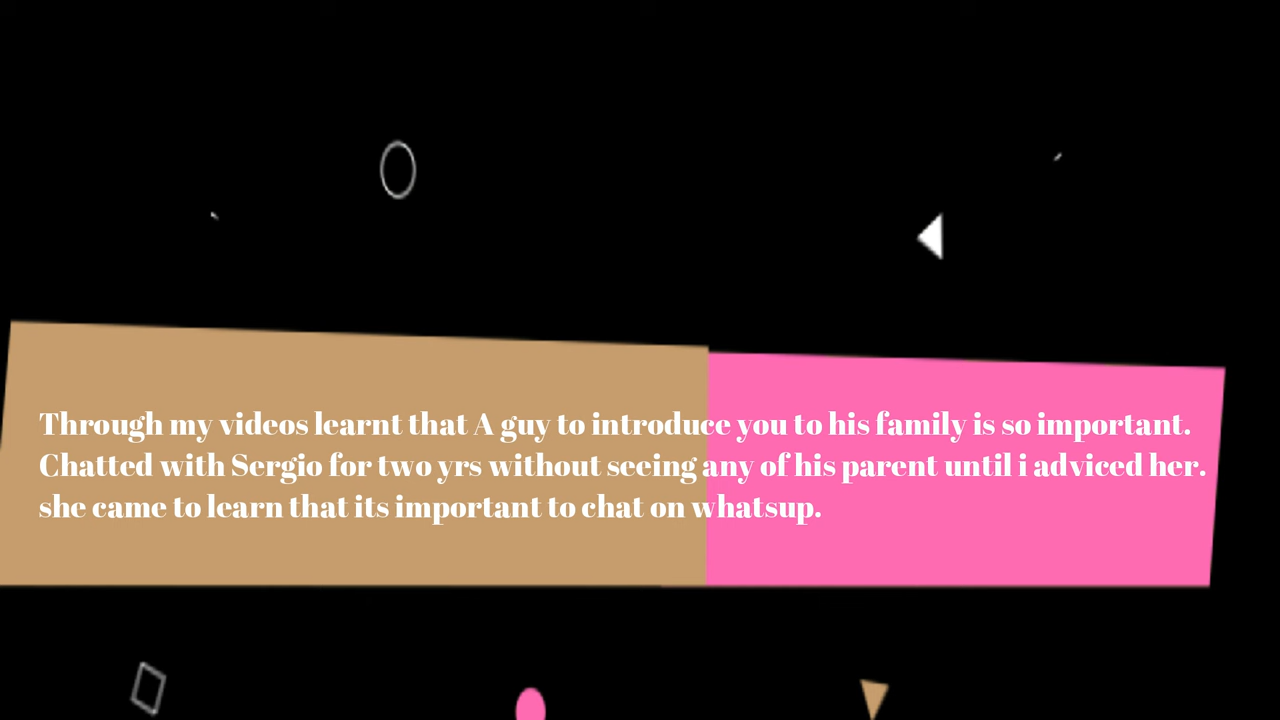 Through my videos learnt that A guy to introduce you to his family is so important.
Chatted with Sergio for two yrs without seeing any of his parent until i adviced her.
she came to learn that its important to chat on whatsup.